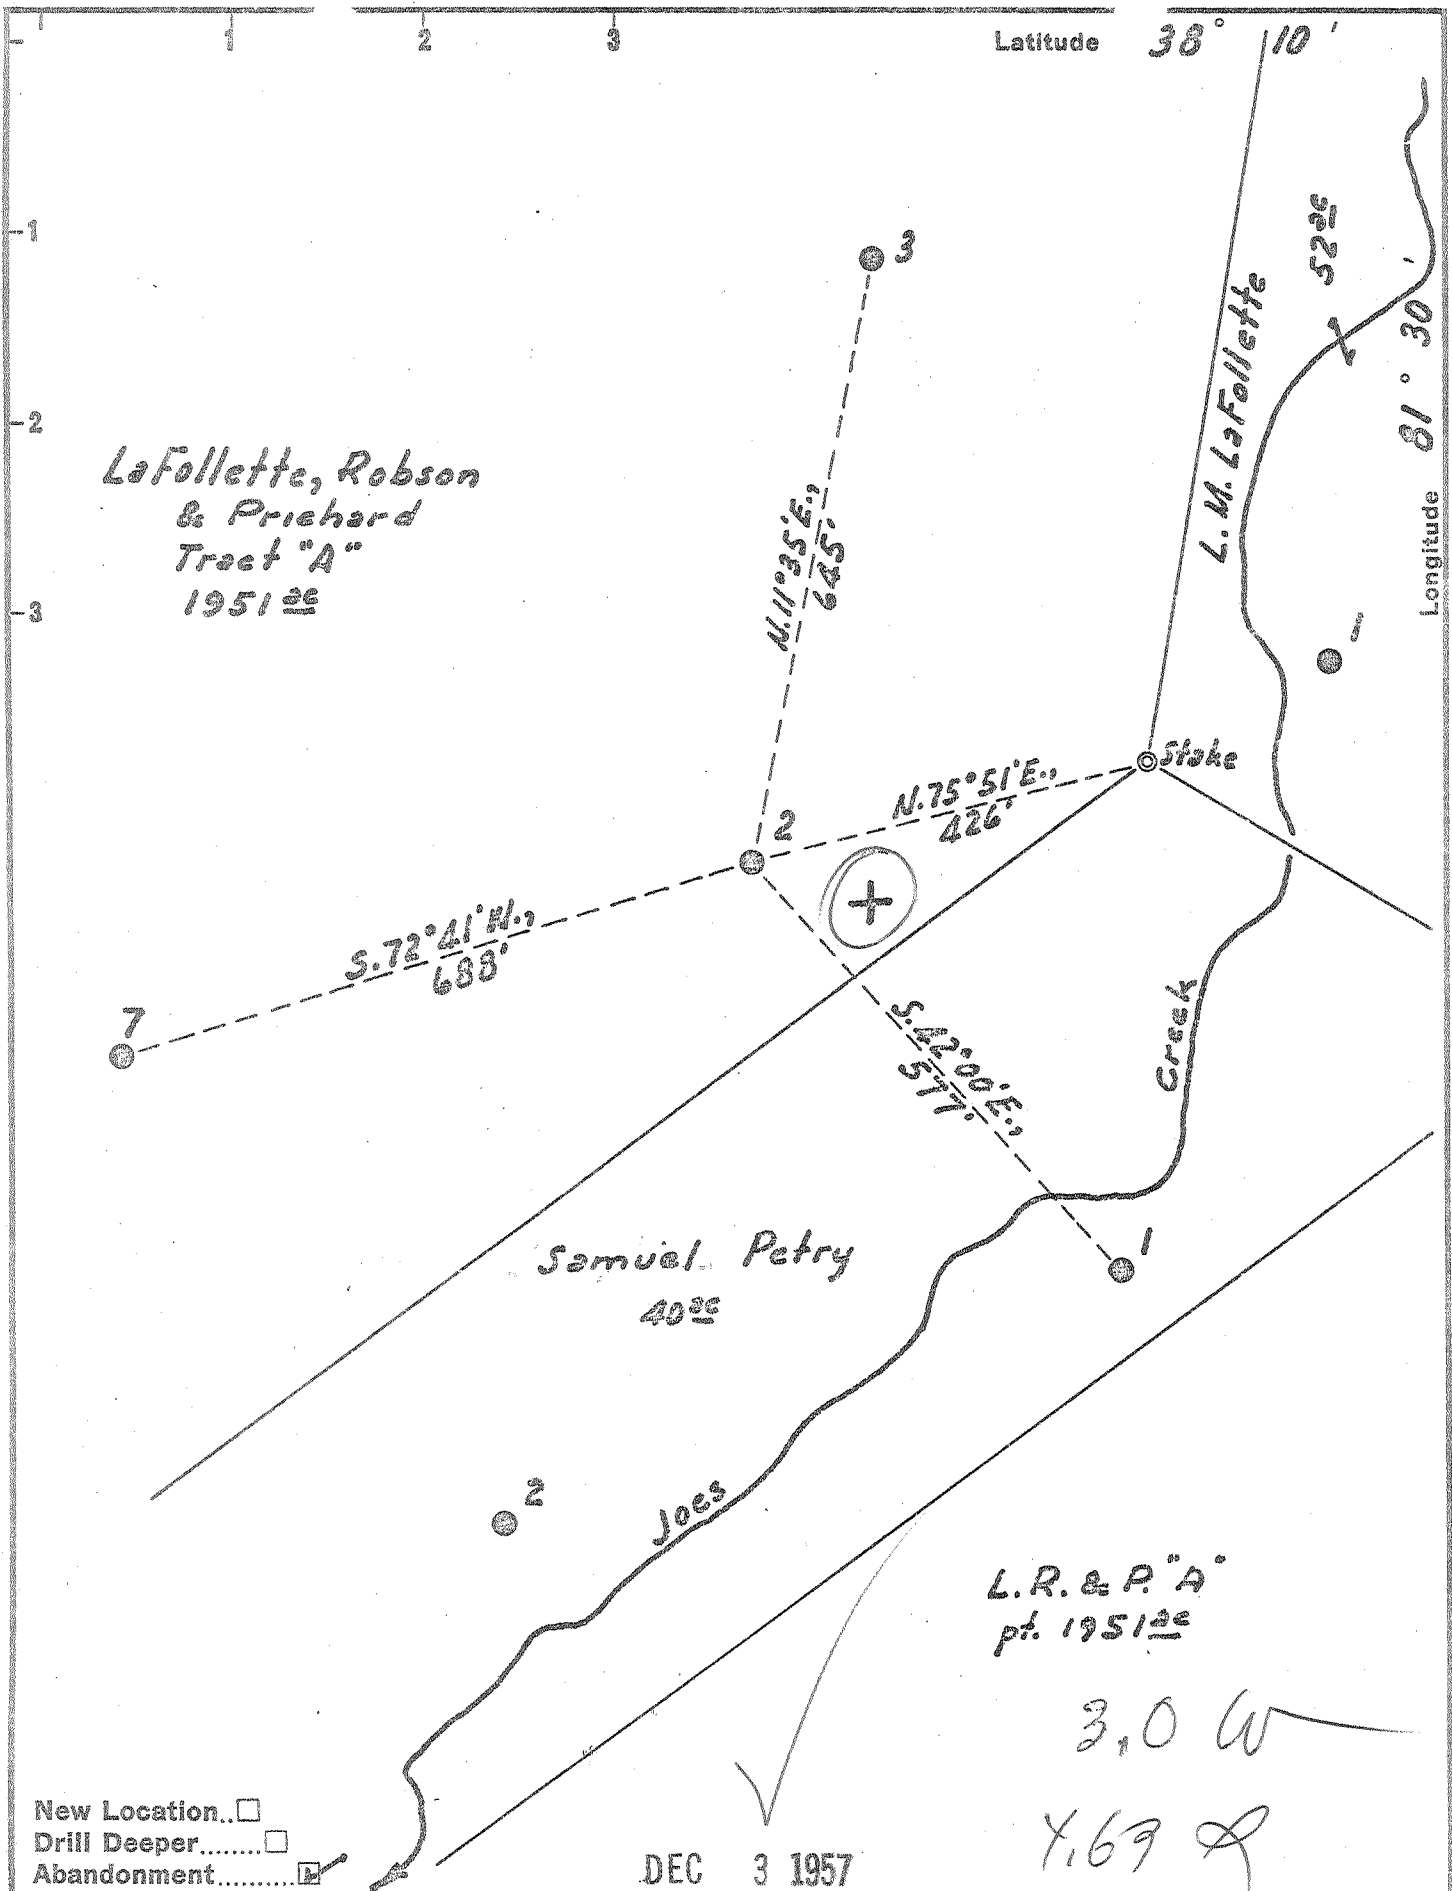 1 2 3 Latitude 38° 10'
-1
-2
-3
3
52 ac
L. M. LaFollette
Longitude 81° 30'
LaFollette, Robson
& Prichard
Tract "A"
1951 ac
N.11°35'E.,
645'
1
Stake
N.75°51'E.,
426'
2
+
S.72°41'W.,
688'
7
S.42°00'E.,
577'
Creek
1
Samuel Petry
40 ac
2
Joes
L.R. & P. "A"
pt. 1951 ac
3.0 W
New Location..
Drill Deeper........
Abandonment..........
DEC 3 1957